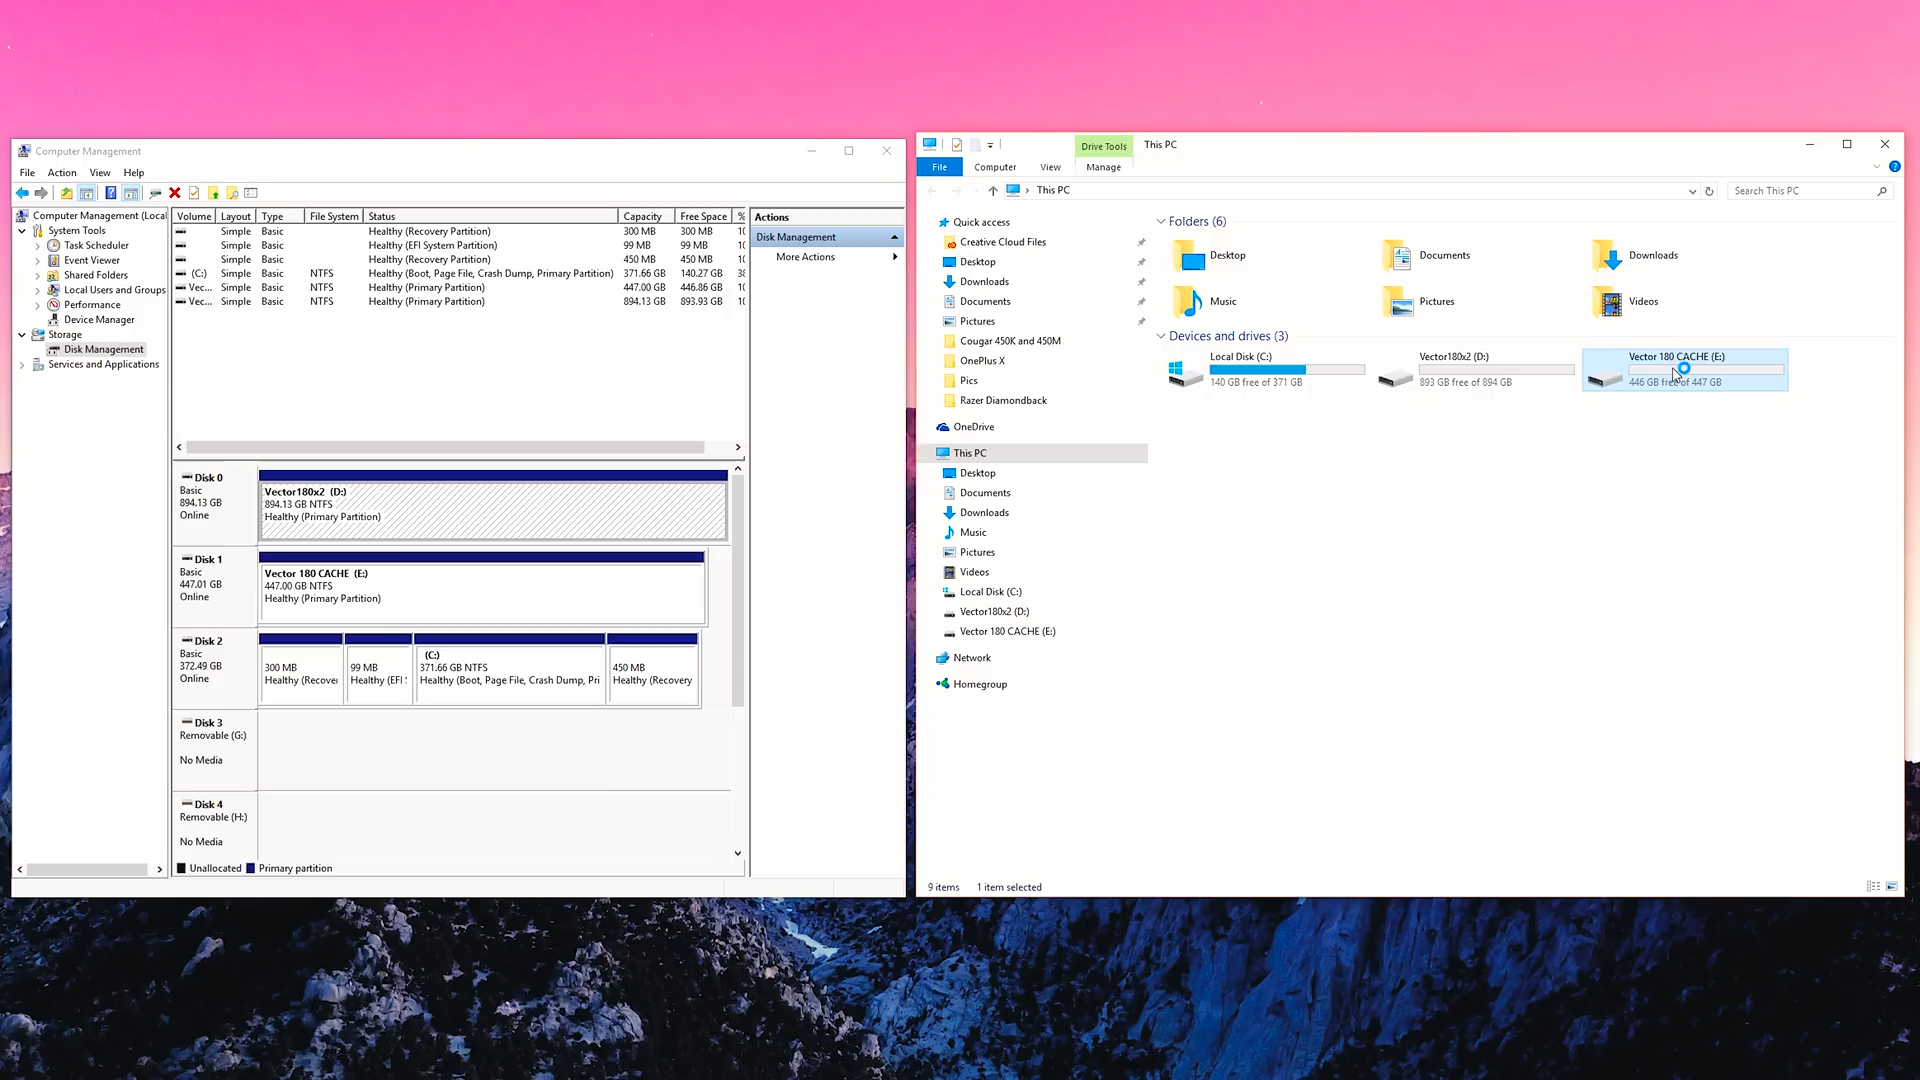 Computer Management
File Action View Help
Computer Management (Local
System Tools
Task Scheduler
Event Viewer
Shared Folders
Local Users and Groups
Performance
Device Manager
Storage
Disk Management
Services and Applications
Volume Layout Type File System Status Capacity Free Space %
Simple Basic Healthy (Recovery Partition) 300 MB 300 MB 10
Simple Basic Healthy (EFI System Partition) 99 MB 99 MB 10
Simple Basic Healthy (Recovery Partition) 450 MB 450 MB 10
(C:) Simple Basic NTFS Healthy (Boot, Page File, Crash Dump, Primary Partition) 371.66 GB 140.27 GB 38
Vec... Simple Basic NTFS Healthy (Primary Partition) 447.00 GB 446.86 GB 10
Vec... Simple Basic NTFS Healthy (Primary Partition) 894.13 GB 893.93 GB 10
Disk 0
Basic
894.13 GB
Online
Vector180x2 (D:)
894.13 GB NTFS
Healthy (Primary Partition)
Disk 1
Basic
447.01 GB
Online
Vector 180 CACHE (E:)
447.00 GB NTFS
Healthy (Primary Partition)
Disk 2
Basic
372.49 GB
Online
300 MB
Healthy (Recove
99 MB
Healthy (EFI
(C:)
371.66 GB NTFS
Healthy (Boot, Page File, Crash Dump, Pri
450 MB
Healthy (Recovery
Disk 3
Removable (G:)
No Media
Disk 4
Removable (H:)
No Media
Unallocated Primary partition
Actions
Disk Management
More Actions
Drive Tools This PC
File Computer View Manage
This PC
Search This PC
Quick access
Creative Cloud Files
Desktop
Downloads
Documents
Pictures
Cougar 450K and 450M
OnePlus X
Pics
Razer Diamondback
OneDrive
This PC
Desktop
Documents
Downloads
Music
Pictures
Videos
Local Disk (C:)
Vector180x2 (D:)
Vector 180 CACHE (E:)
Network
Homegroup
Folders (6)
Desktop Documents Downloads
Music Pictures Videos
Devices and drives (3)
Local Disk (C:)
140 GB free of 371 GB
Vector180x2 (D:)
893 GB free of 894 GB
Vector 180 CACHE (E:)
446 GB free of 447 GB
9 items 1 item selected